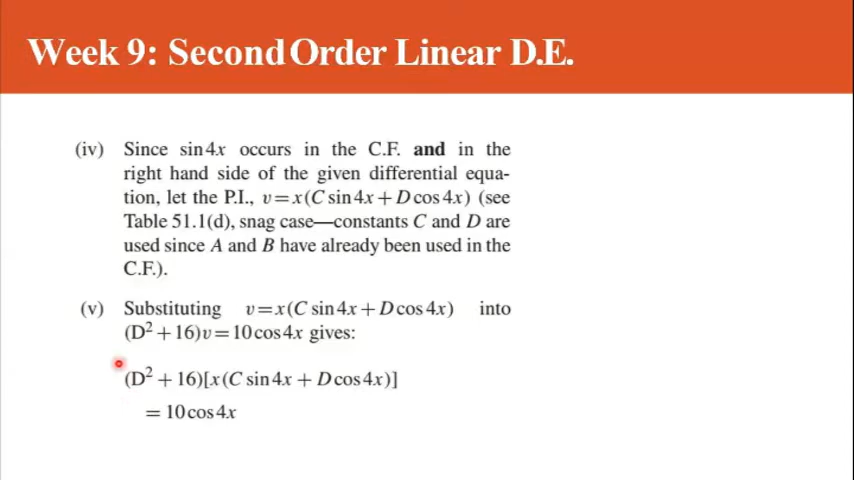 Week 9: Second Order Linear D.E.
(iv) Since sin 4x occurs in the C.F. and in the
right hand side of the given differential equa-
tion, let the P.I., v=x(C sin 4x + D cos 4x) (see
Table 51.1(d), snag case—constants C and D are
used since A and B have already been used in the
C.F.).
(v) Substituting v=x(C sin 4x + D cos 4x) into
(D² + 16)v = 10 cos 4x gives:
(D² + 16)[x(C sin 4x + D cos 4x)]
= 10 cos 4x